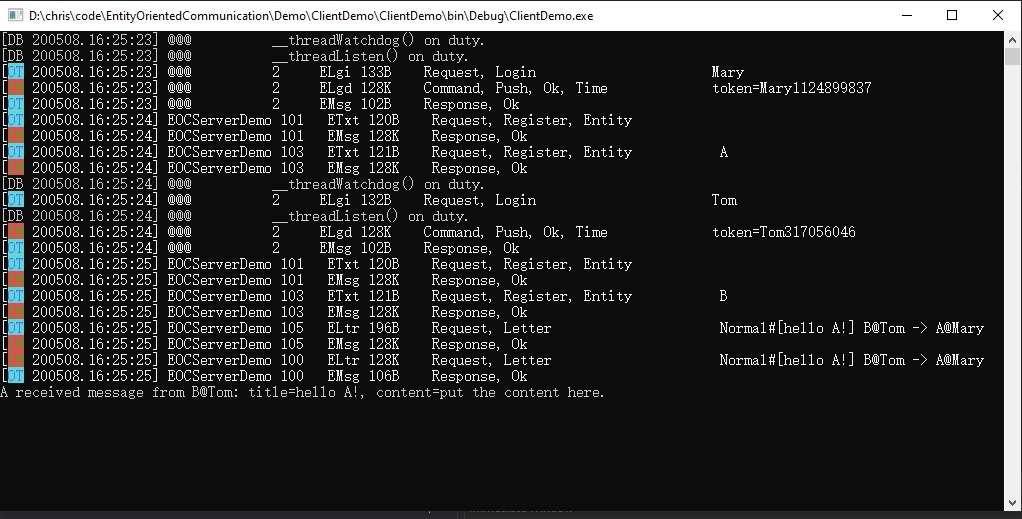 D:\chris\code\EntityOrientedCommunication\Demo\ClientDemo\ClientDemo\bin\Debug\ClientDemo.exe
[DB 200508.16:25:23] @@@ __threadWatchdog() on duty.
[DB 200508.16:25:23] @@@ __threadListen() on duty.
[OT 200508.16:25:23] @@@ 2 ELgi 133B Request, Login Mary
[ 200508.16:25:23] @@@ 2 ELgd 128K Command, Push, Ok, Time token=Mary1124899837
[OT 200508.16:25:23] @@@ 2 EMsg 102B Response, Ok
[OT 200508.16:25:24] EOCServerDemo 101 ETxt 120B Request, Register, Entity
[ 200508.16:25:24] EOCServerDemo 101 EMsg 128K Response, Ok
[OT 200508.16:25:24] EOCServerDemo 103 ETxt 121B Request, Register, Entity A
[ 200508.16:25:24] EOCServerDemo 103 EMsg 128K Response, Ok
[DB 200508.16:25:24] @@@ __threadWatchdog() on duty.
[OT 200508.16:25:24] @@@ 2 ELgi 132B Request, Login Tom
[DB 200508.16:25:24] @@@ __threadListen() on duty.
[ 200508.16:25:24] @@@ 2 ELgd 128K Command, Push, Ok, Time token=Tom317056046
[OT 200508.16:25:24] @@@ 2 EMsg 102B Response, Ok
[OT 200508.16:25:25] EOCServerDemo 101 ETxt 120B Request, Register, Entity
[ 200508.16:25:25] EOCServerDemo 101 EMsg 128K Response, Ok
[OT 200508.16:25:25] EOCServerDemo 103 ETxt 121B Request, Register, Entity B
[ 200508.16:25:25] EOCServerDemo 103 EMsg 128K Response, Ok
[OT 200508.16:25:25] EOCServerDemo 105 ELtr 196B Request, Letter Normal#[hello A!] B@Tom -> A@Mary
[ 200508.16:25:25] EOCServerDemo 105 EMsg 128K Response, Ok
[ 200508.16:25:25] EOCServerDemo 100 ELtr 128K Request, Letter Normal#[hello A!] B@Tom -> A@Mary
[OT 200508.16:25:25] EOCServerDemo 100 EMsg 106B Response, Ok
A received message from B@Tom: title=hello A!, content=put the content here.